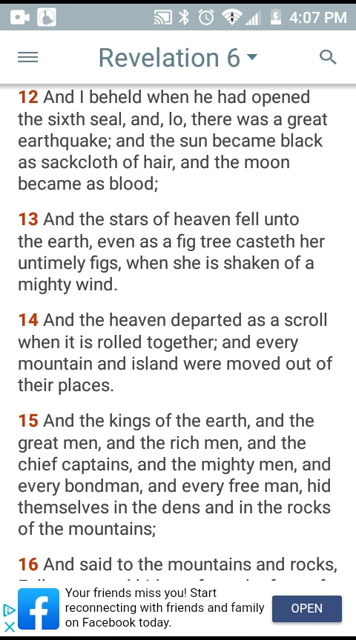 4:07 PM
Revelation 6
12 And I beheld when he had opened
the sixth seal, and, lo, there was a great
earthquake; and the sun became black
as sackcloth of hair, and the moon
became as blood;
13 And the stars of heaven fell unto
the earth, even as a fig tree casteth her
untimely figs, when she is shaken of a
mighty wind.
14 And the heaven departed as a scroll
when it is rolled together; and every
mountain and island were moved out of
their places.
15 And the kings of the earth, and the
great men, and the rich men, and the
chief captains, and the mighty men, and
every bondman, and every free man, hid
themselves in the dens and in the rocks
of the mountains;
16 And said to the mountains and rocks,
Your friends miss you! Start
reconnecting with friends and family
on Facebook today.
OPEN